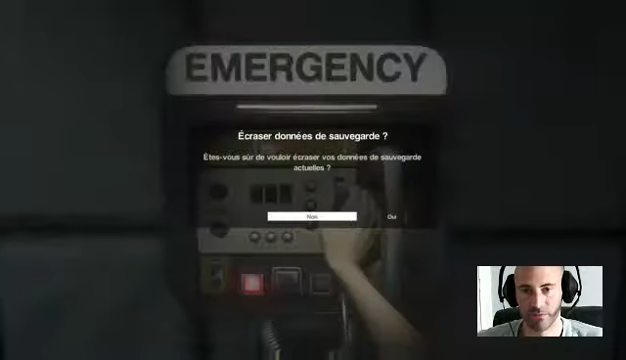 EMERGENCY
Écraser données de sauvegarde ?
Êtes-vous sûr de vouloir écraser vos données de sauvegarde
actuelles ?
Non Oui